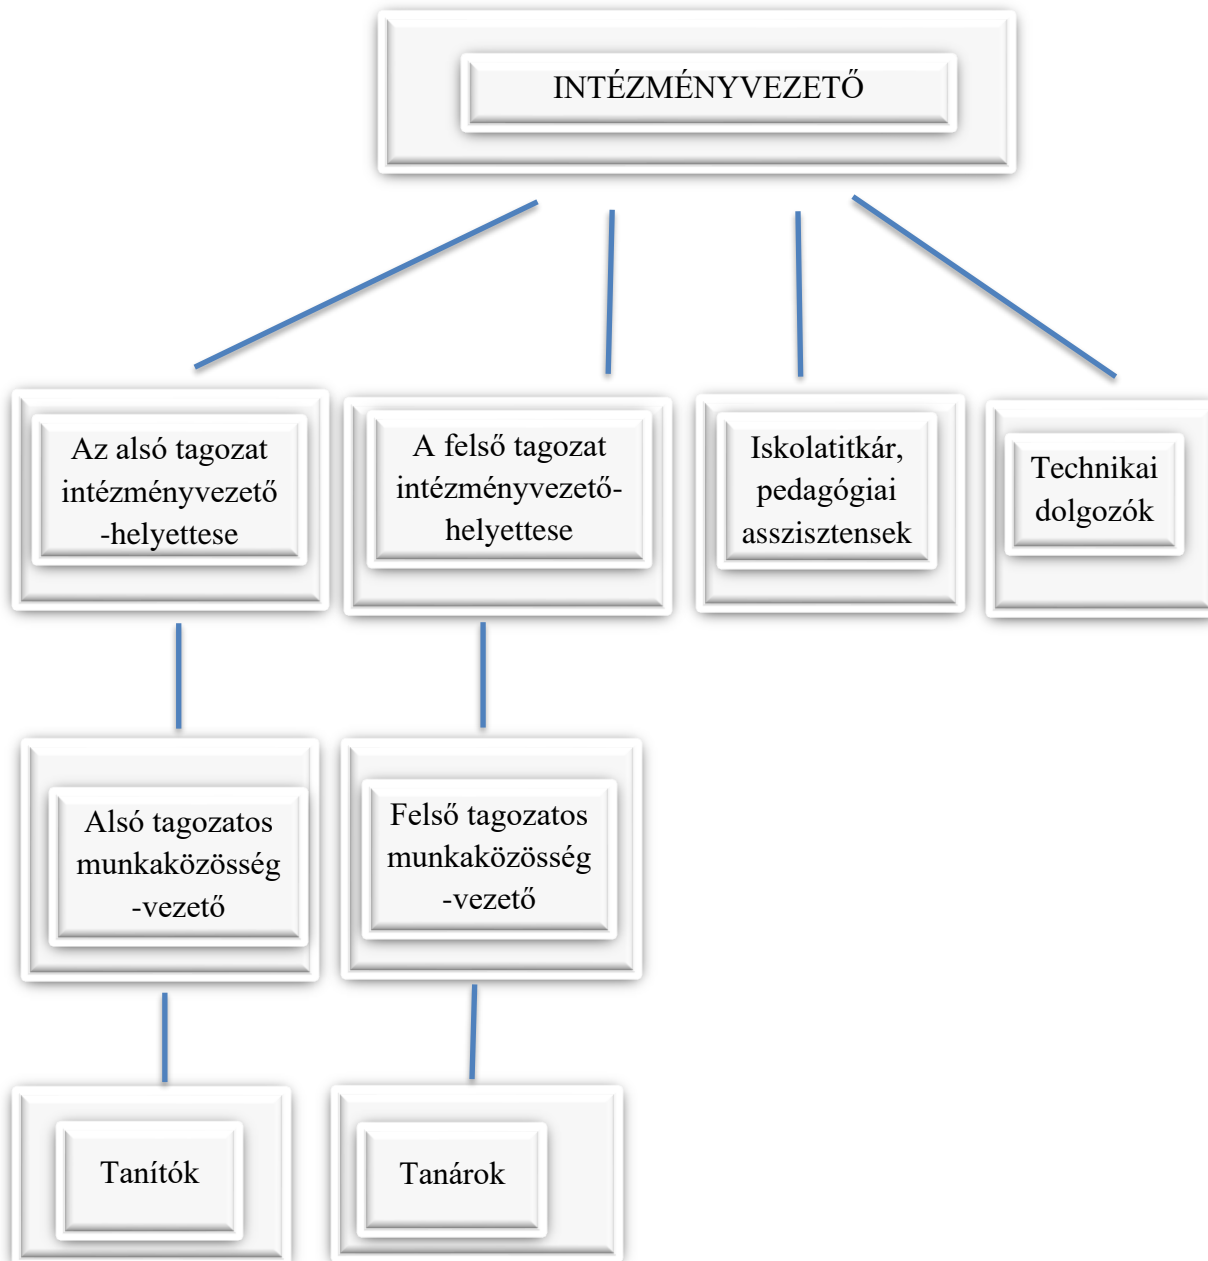 INTÉZMÉNYVEZETŐ
Az alsó tagozat
intézményvezető
-helyettese
A felső tagozat
intézményvezető-
helyettese
Iskolatitkár,
pedagógiai
asszisztensek
Technikai
dolgozók
Alsó tagozatos
munkaközösség
-vezető
Felső tagozatos
munkaközösség
-vezető
Tanítók
Tanárok